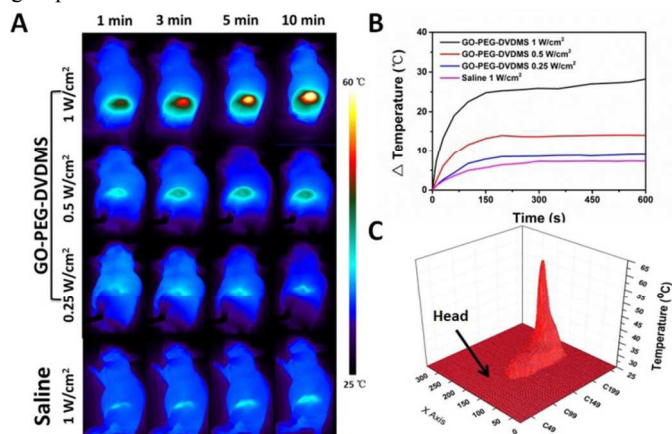 A
1 min 3 min 5 min 10 min
GO-PEG-DVDMS
1 W/cm²
0.5 W/cm²
0.25 W/cm²
Saline
1 W/cm²
60 ℃
25 ℃
B
GO-PEG-DVDMS 1 W/cm²
GO-PEG-DVDMS 0.5 W/cm²
GO-PEG-DVDMS 0.25 W/cm²
Saline 1 W/cm²
△ Temperature (℃)
40
30
20
10
0
0 150 300 450 600
Time (s)
C
Head
Temperature (⁰C)
65
60
55
50
45
40
35
30
25
X Axis
300
250
200
150
100
50
0
C49
C99
C149
C199